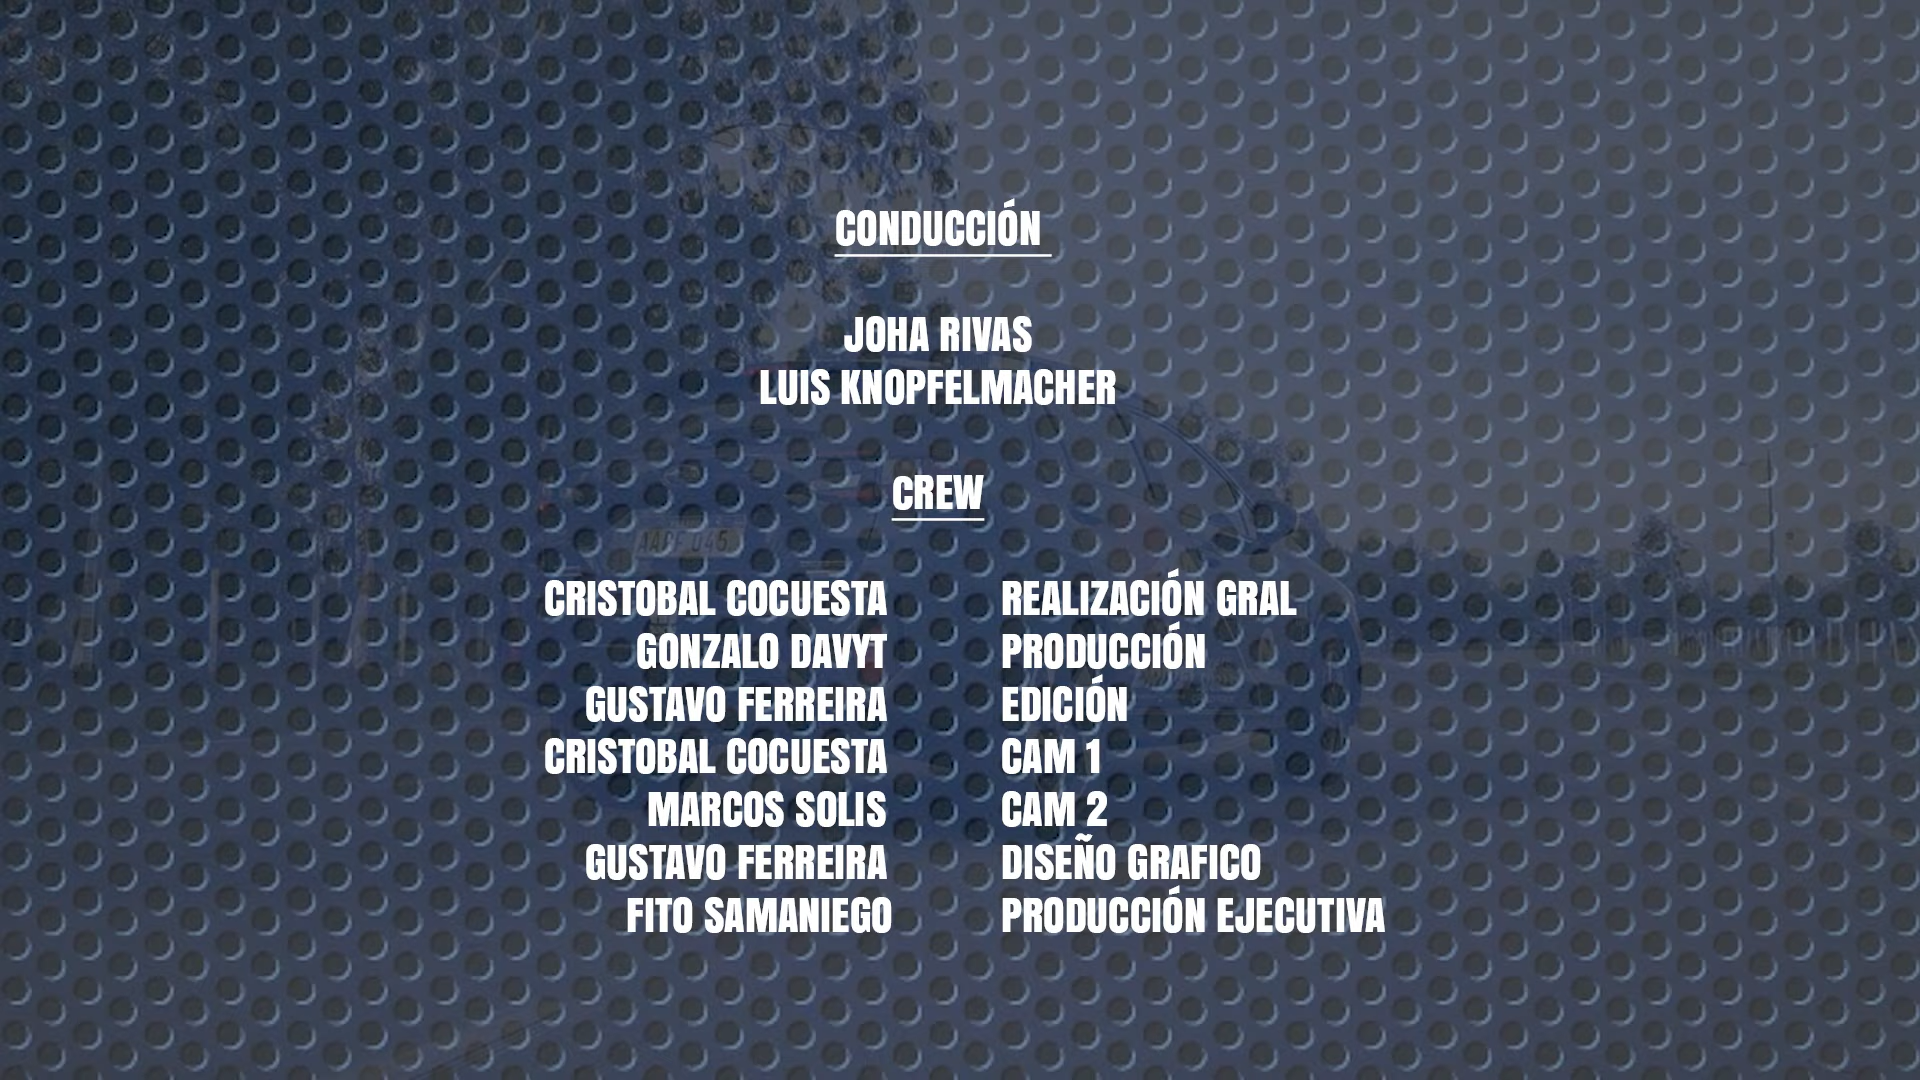 CONDUCCIÓN
JOHA RIVAS
LUIS KNOPFELMACHER
CREW
CRISTOBAL COCUESTA REALIZACIÓN GRAL
GONZALO DAVYT PRODUCCIÓN
GUSTAVO FERREIRA EDICIÓN
CRISTOBAL COCUESTA CAM 1
MARCOS SOLIS CAM 2
GUSTAVO FERREIRA DISEÑO GRAFICO
FITO SAMANIEGO PRODUCCIÓN EJECUTIVA